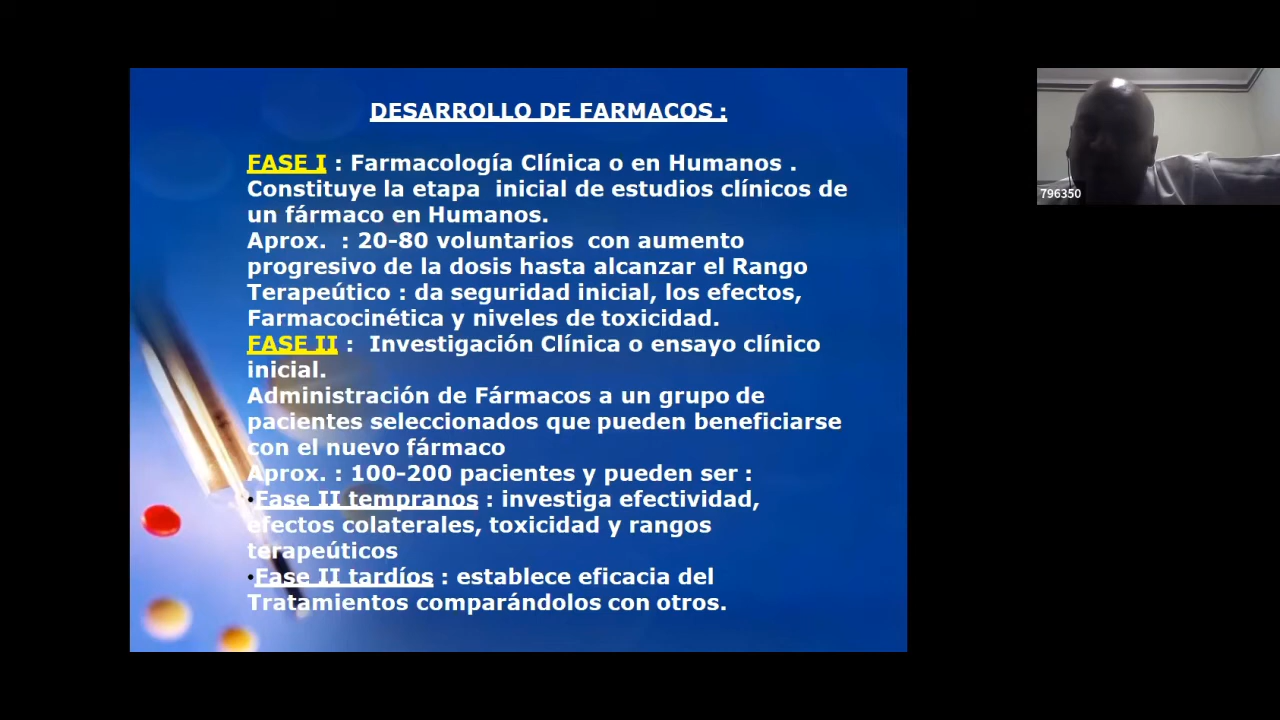 DESARROLLO DE FARMACOS :
FASE I : Farmacología Clínica o en Humanos .
Constituye la etapa inicial de estudios clínicos de
un fármaco en Humanos.
Aprox. : 20-80 voluntarios con aumento
progresivo de la dosis hasta alcanzar el Rango
Terapeútico : da seguridad inicial, los efectos,
Farmacocinética y niveles de toxicidad.
FASE II : Investigación Clínica o ensayo clínico
inicial.
Administración de Fármacos a un grupo de
pacientes seleccionados que pueden beneficiarse
con el nuevo fármaco
Aprox. : 100-200 pacientes y pueden ser :
•Fase II tempranos : investiga efectividad,
efectos colaterales, toxicidad y rangos
terapeúticos
•Fase II tardíos : establece eficacia del
Tratamientos comparándolos con otros.
796350